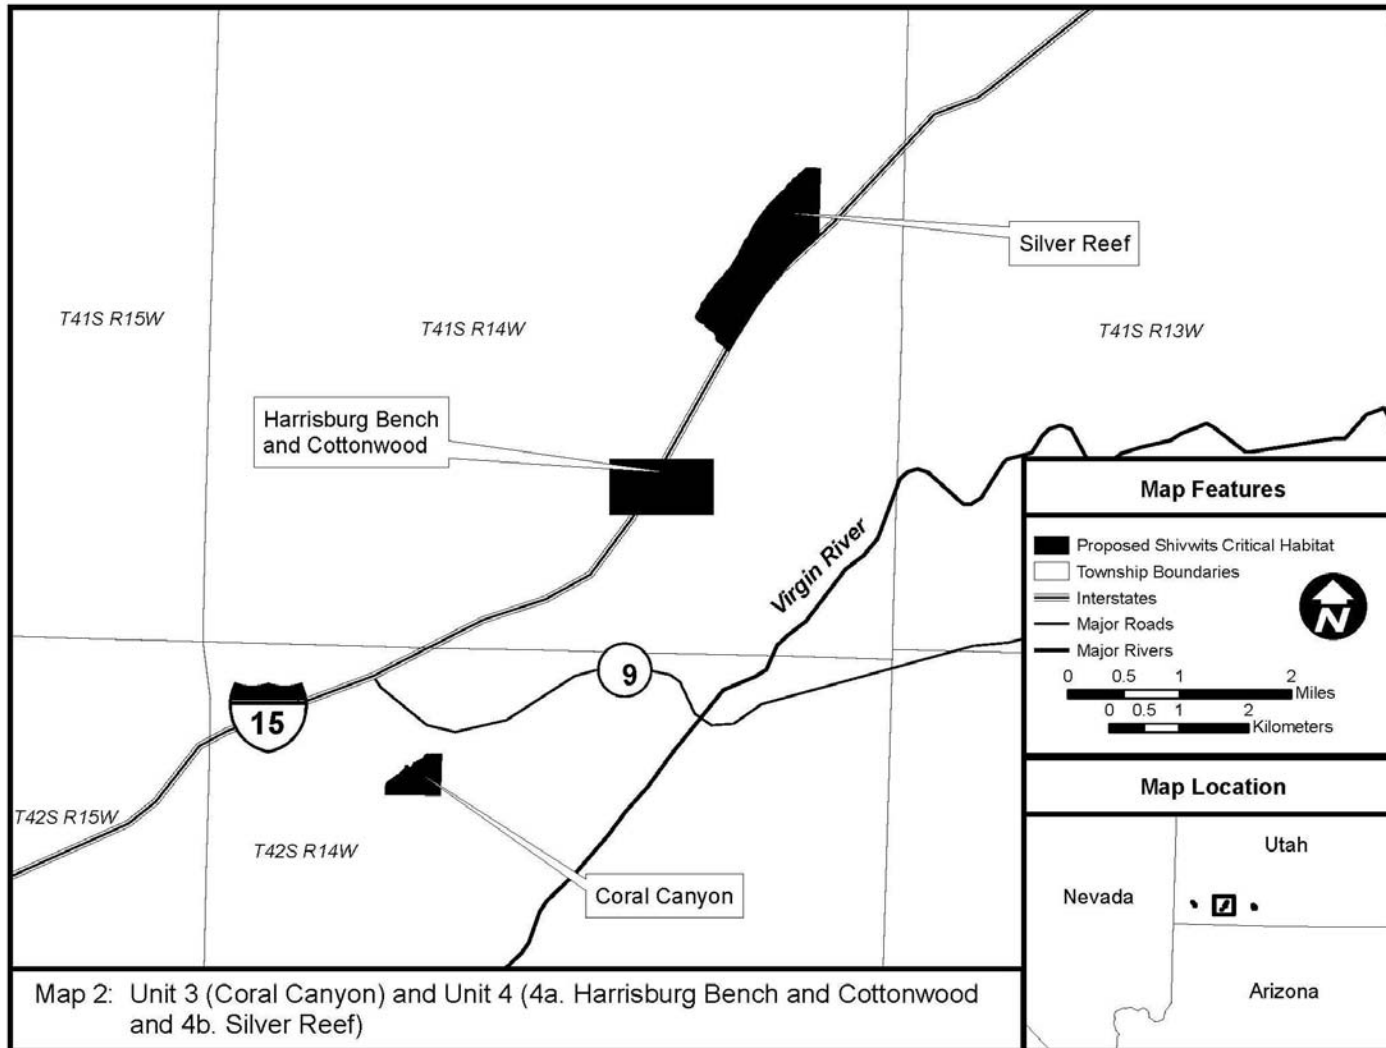 Silver Reef
T41S R15W
T41S R14W
T41S R13W
Harrisburg Bench
and Cottonwood
Virgin River
9
15
T42S R15W
T42S R14W
Coral Canyon
Map Features
Proposed Shivwits Critical Habitat
Township Boundaries
Interstates
Major Roads
Major Rivers
N
0 0.5 1 2
Miles
0 0.5 1 2
Kilometers
Map Location
Utah
Nevada
Arizona
Map 2: Unit 3 (Coral Canyon) and Unit 4 (4a. Harrisburg Bench and Cottonwood
and 4b. Silver Reef)